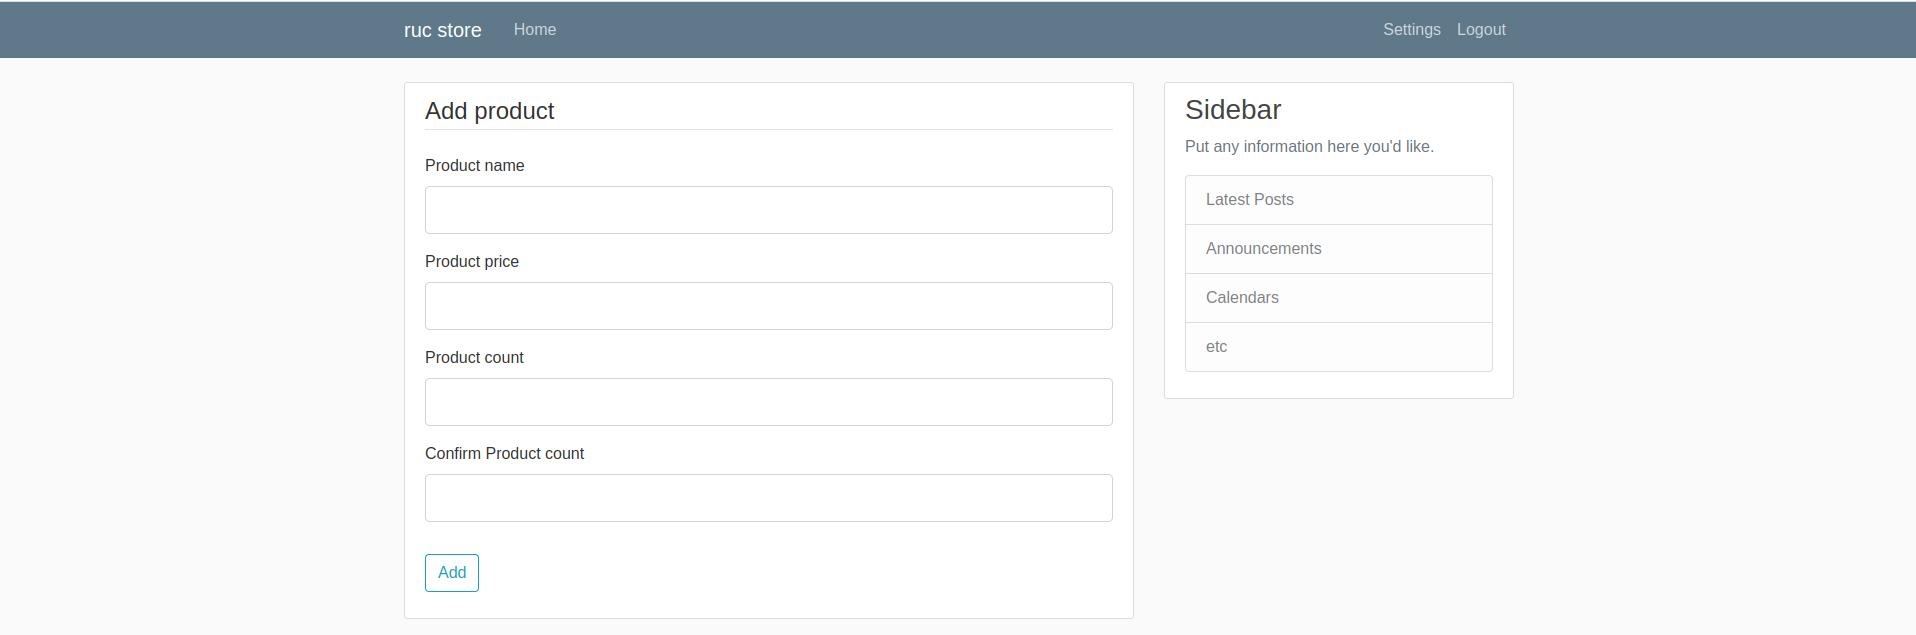 ruc store Home Settings Logout
Add product
Product name
Product price
Product count
Confirm Product count
Add
Sidebar
Put any information here you'd like.
Latest Posts
Announcements
Calendars
etc